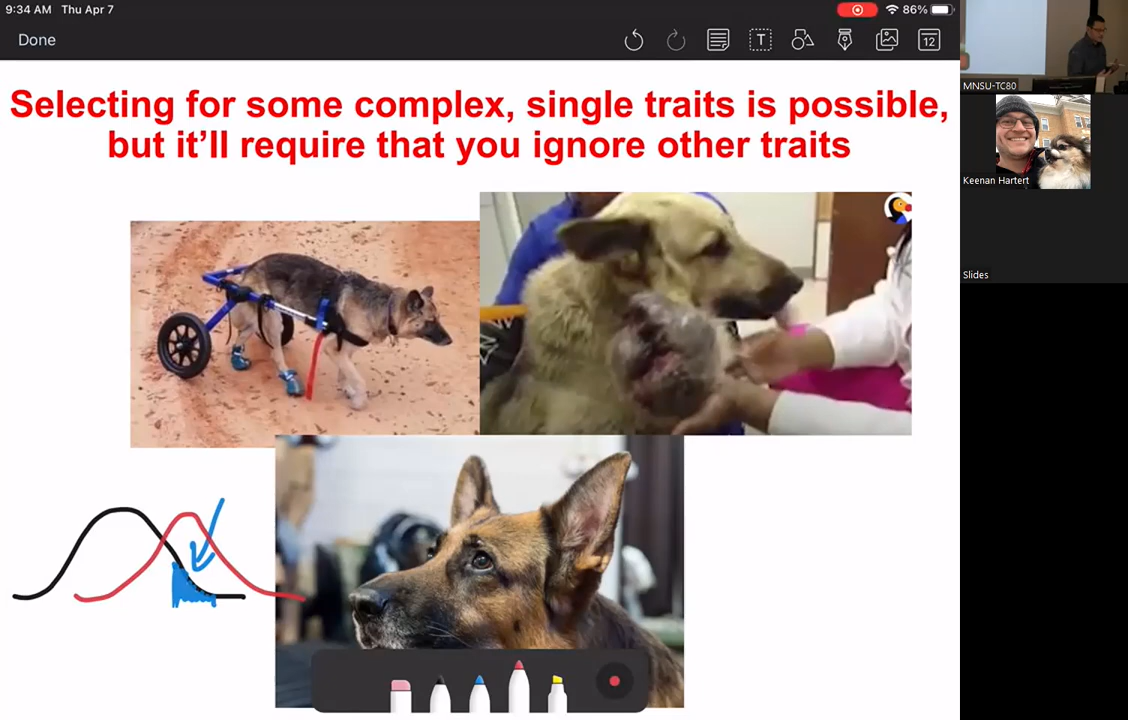 9:34 AM Thu Apr 7
86%
Done
T
12
Selecting for some complex, single traits is possible,
but it'll require that you ignore other traits
MNSU-TC80
Keenan Hartert
Slides